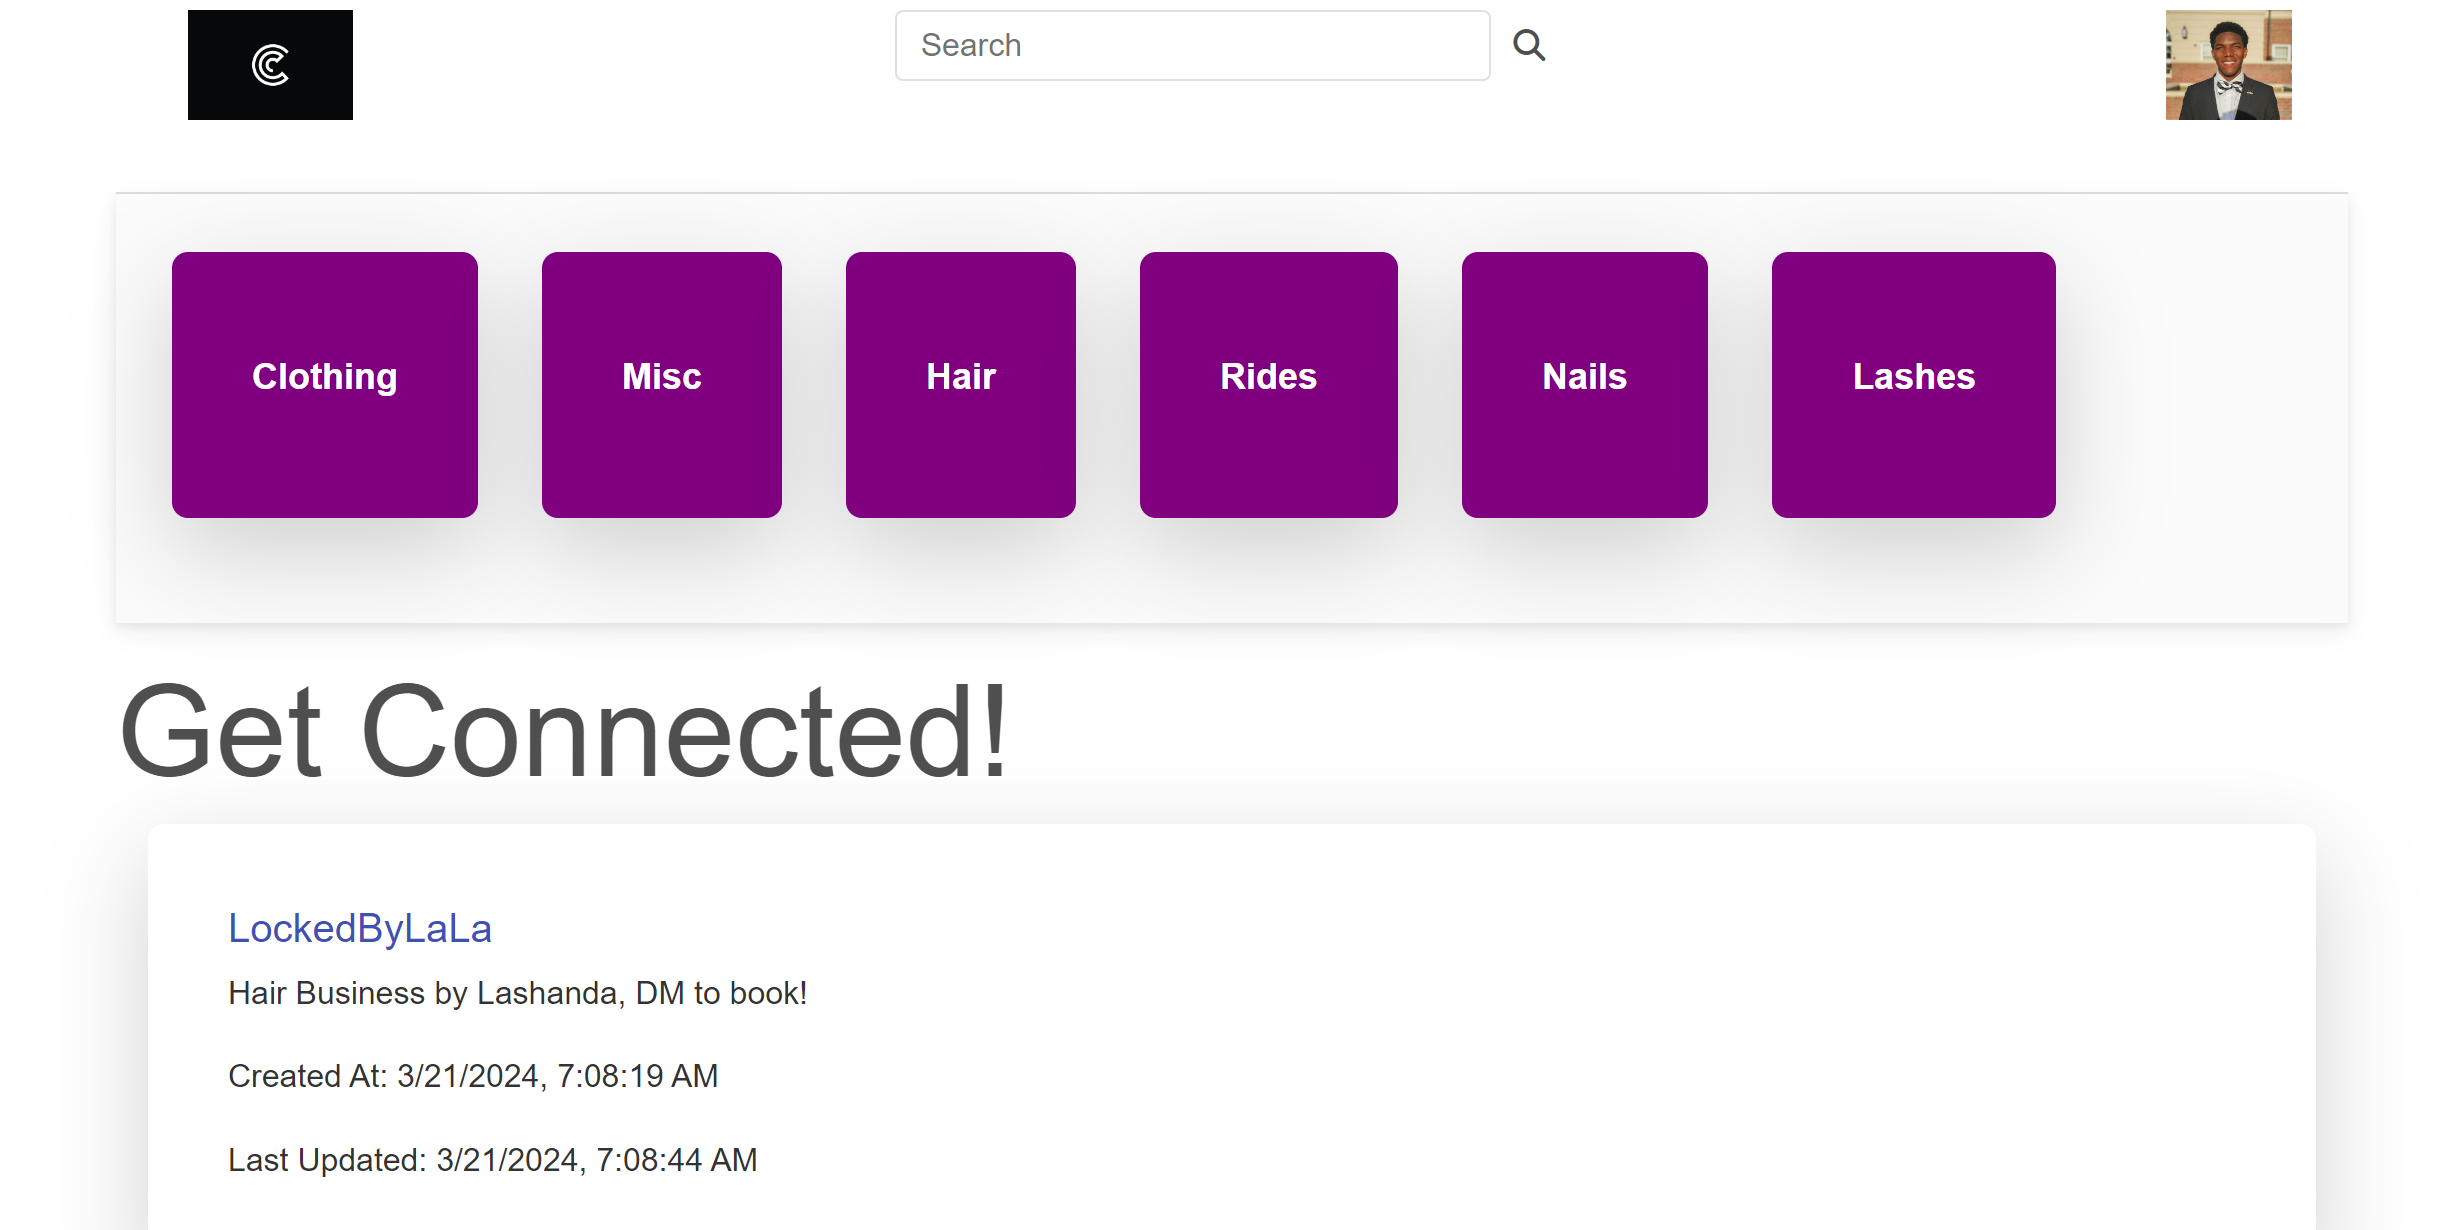 Search
Clothing
Misc
Hair
Rides
Nails
Lashes
Get Connected!
LockedByLaLa
Hair Business by Lashanda, DM to book!
Created At: 3/21/2024, 7:08:19 AM
Last Updated: 3/21/2024, 7:08:44 AM